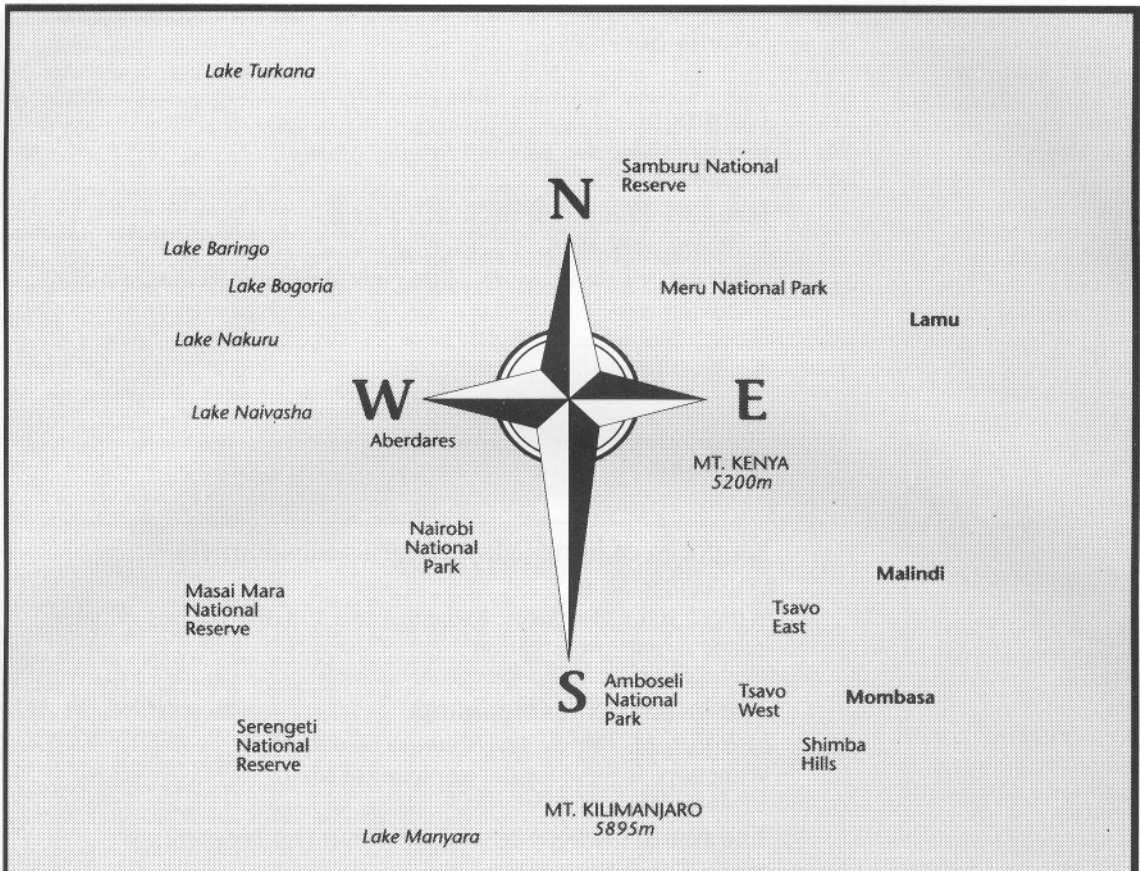 Lake Turkana
Samburu National
Reserve
N
Lake Baringo
Lake Bogoria
Meru National Park
Lamu
Lake Nakuru
W
E
Lake Naivasha
Aberdares
MT. KENYA
5200m
Nairobi
National
Park
Malindi
Masai Mara
National
Reserve
Tsavo
East
S
Amboseli
National
Park
Tsavo
West
Mombasa
Serengeti
National
Reserve
Shimba
Hills
MT. KILIMANJARO
5895m
Lake Manyara